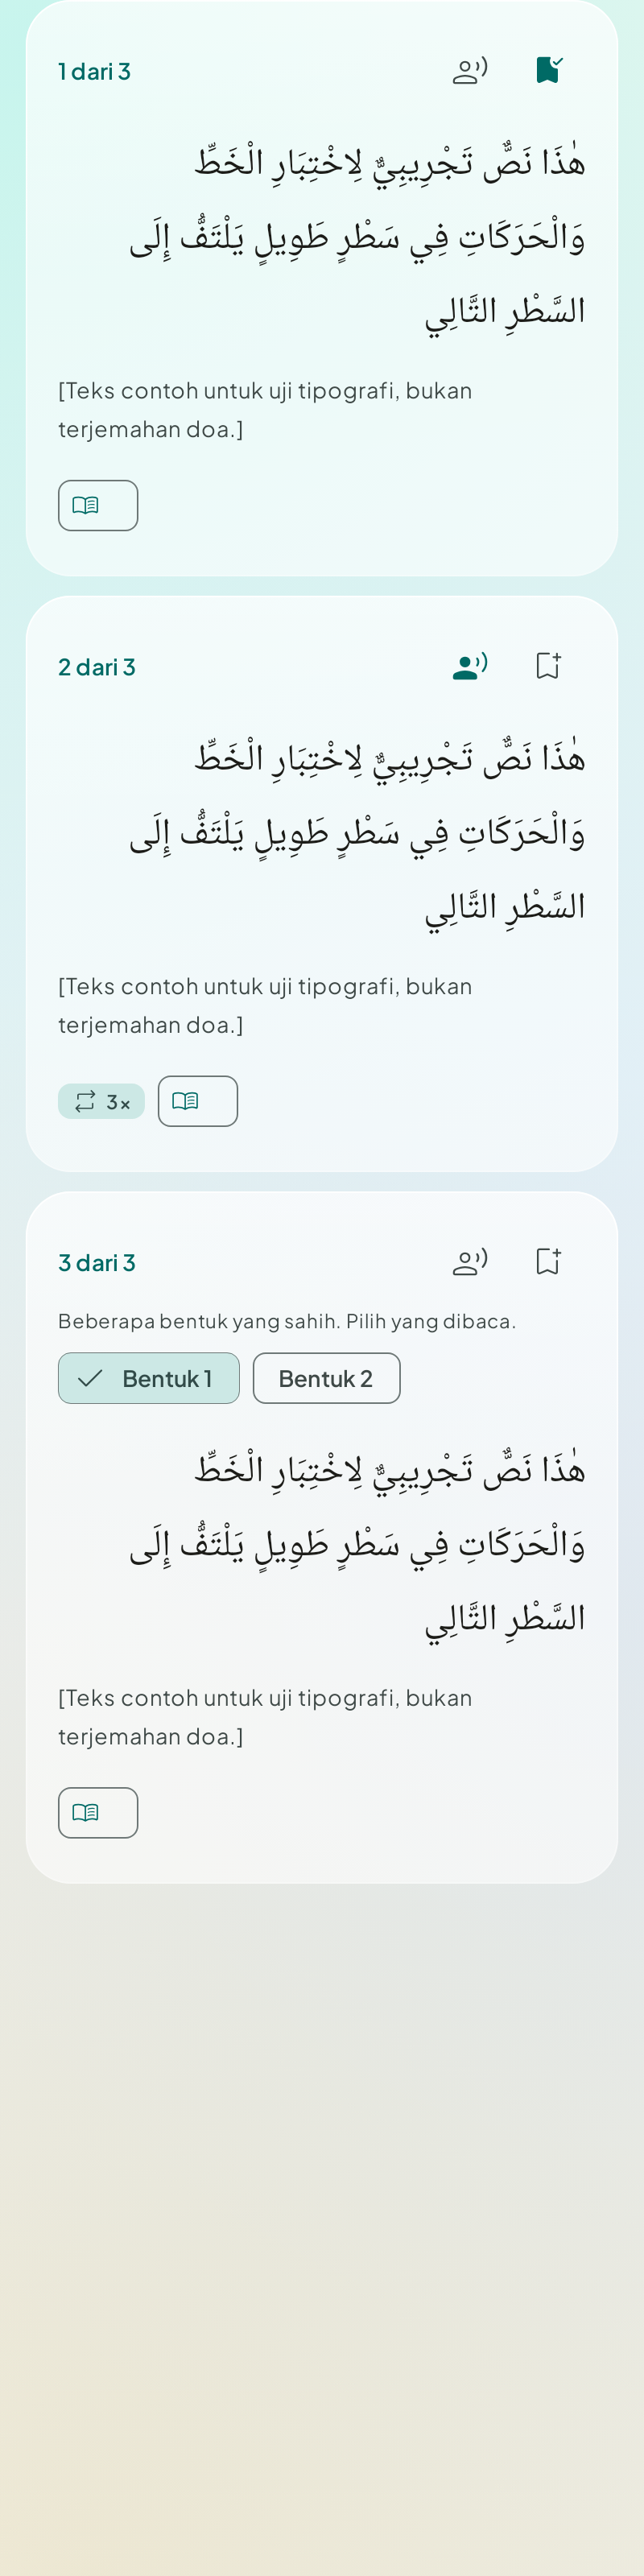 1 dari 3
هٰذَا نَصٌّ تَجْرِيبِيٌّ لِاخْتِبَارِ الْخَطِّ
وَالْحَرَكَاتِ فِي سَطْرٍ طَوِيلٍ يَلْتَفُّ إِلَى
السَّطْرِ التَّالِي
[Teks contoh untuk uji tipografi, bukan
terjemahan doa.]
2 dari 3
هٰذَا نَصٌّ تَجْرِيبِيٌّ لِاخْتِبَارِ الْخَطِّ
وَالْحَرَكَاتِ فِي سَطْرٍ طَوِيلٍ يَلْتَفُّ إِلَى
السَّطْرِ التَّالِي
[Teks contoh untuk uji tipografi, bukan
terjemahan doa.]
3×
3 dari 3
Beberapa bentuk yang sahih. Pilih yang dibaca.
Bentuk 1 Bentuk 2
هٰذَا نَصٌّ تَجْرِيبِيٌّ لِاخْتِبَارِ الْخَطِّ
وَالْحَرَكَاتِ فِي سَطْرٍ طَوِيلٍ يَلْتَفُّ إِلَى
السَّطْرِ التَّالِي
[Teks contoh untuk uji tipografi, bukan
terjemahan doa.]